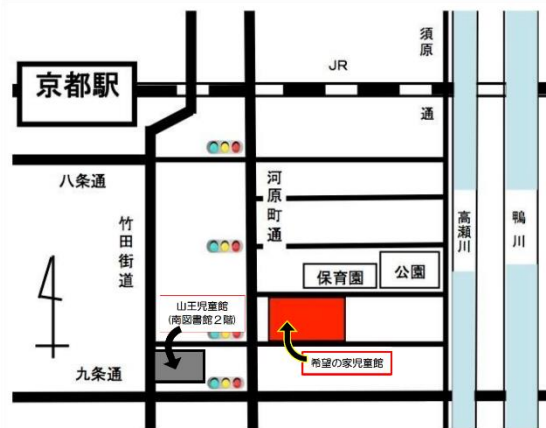 須原
通
JR
京都駅
八条通
河原町通
竹田街道
高瀬川
鴨川
保育園
公園
山王児童館
(南図書館２階)
希望の家児童館
九条通